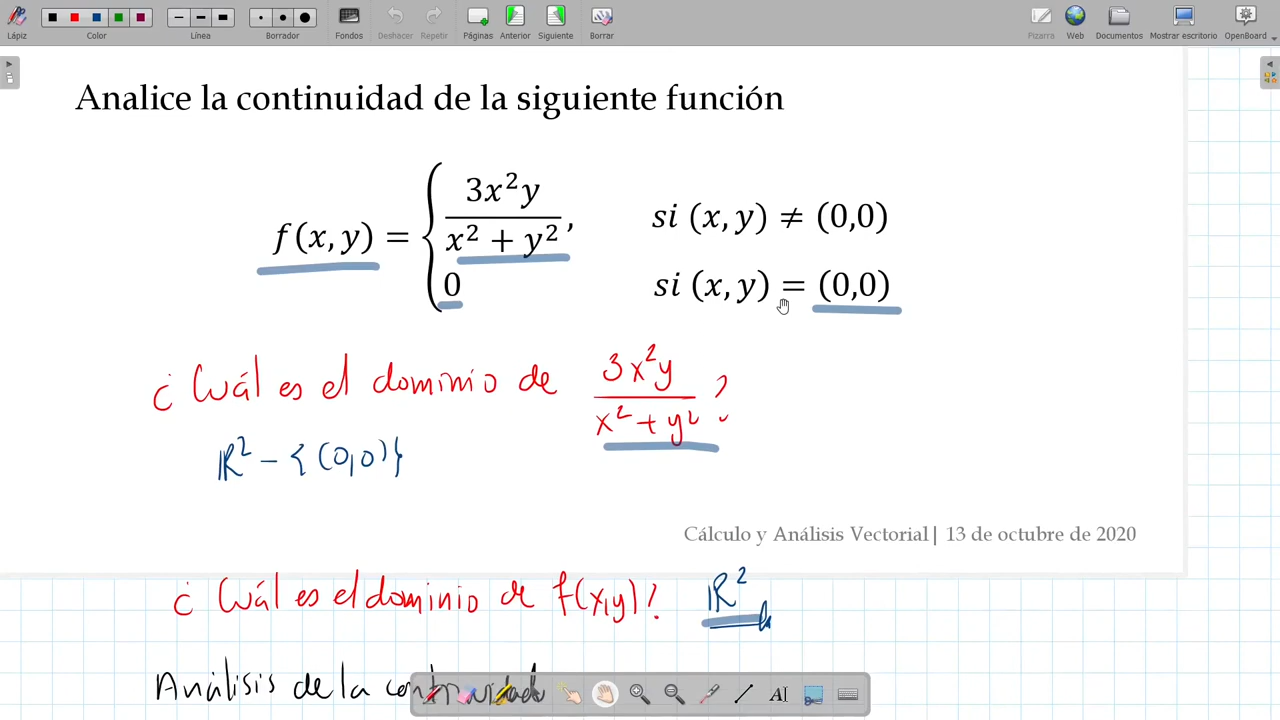 Lápiz Color Línea Borrador Fondos Deshacer Repetir Páginas Anterior Siguiente Borrar Pizarra Web Documentos Mostrar escritorio OpenBoard
Analice la continuidad de la siguiente función
f(x, y) = { 3x²y / x² + y², si (x, y) ≠ (0,0)
0 si (x, y) = (0,0)
¿ Cuál es el dominio de 3x²y / x² + y² ?
ℝ² − {(0,0)}
Cálculo y Análisis Vectorial| 13 de octubre de 2020
¿ Cuál es el dominio de f(x,y)? ℝ²
Análisis de la continuidad